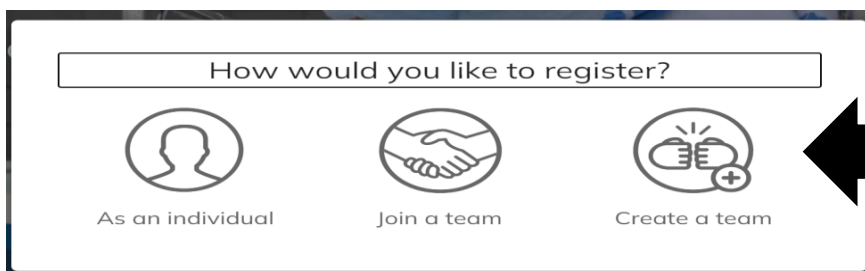 How would you like to register?
As an individual
Join a team
Create a team